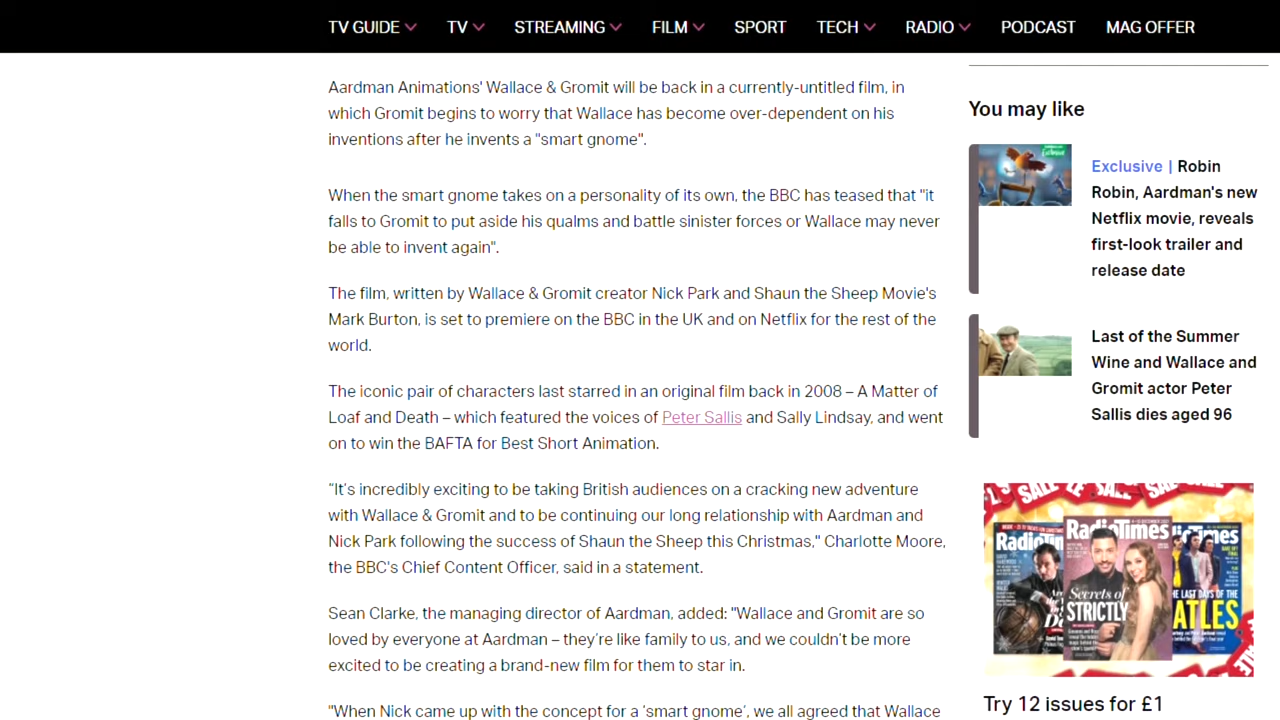 TV GUIDE TV STREAMING FILM SPORT TECH RADIO PODCAST MAG OFFER
Aardman Animations' Wallace & Gromit will be back in a currently-untitled film, in
which Gromit begins to worry that Wallace has become over-dependent on his
inventions after he invents a "smart gnome".
When the smart gnome takes on a personality of its own, the BBC has teased that "it
falls to Gromit to put aside his qualms and battle sinister forces or Wallace may never
be able to invent again".
The film, written by Wallace & Gromit creator Nick Park and Shaun the Sheep Movie's
Mark Burton, is set to premiere on the BBC in the UK and on Netflix for the rest of the
world.
The iconic pair of characters last starred in an original film back in 2008 – A Matter of
Loaf and Death – which featured the voices of Peter Sallis and Sally Lindsay, and went
on to win the BAFTA for Best Short Animation.
“It’s incredibly exciting to be taking British audiences on a cracking new adventure
with Wallace & Gromit and to be continuing our long relationship with Aardman and
Nick Park following the success of Shaun the Sheep this Christmas," Charlotte Moore,
the BBC's Chief Content Officer, said in a statement.
Sean Clarke, the managing director of Aardman, added: "Wallace and Gromit are so
loved by everyone at Aardman – they’re like family to us, and we couldn’t be more
excited to be creating a brand-new film for them to star in.
"When Nick came up with the concept for a ‘smart gnome’, we all agreed that Wallace
You may like
Exclusive | Robin
Robin, Aardman's new
Netflix movie, reveals
first-look trailer and
release date
Last of the Summer
Wine and Wallace and
Gromit actor Peter
Sallis dies aged 96
SALE
RadioTimes
Secrets of
STRICTLY
THE LAST DAYS OF THE
Try 12 issues for £1